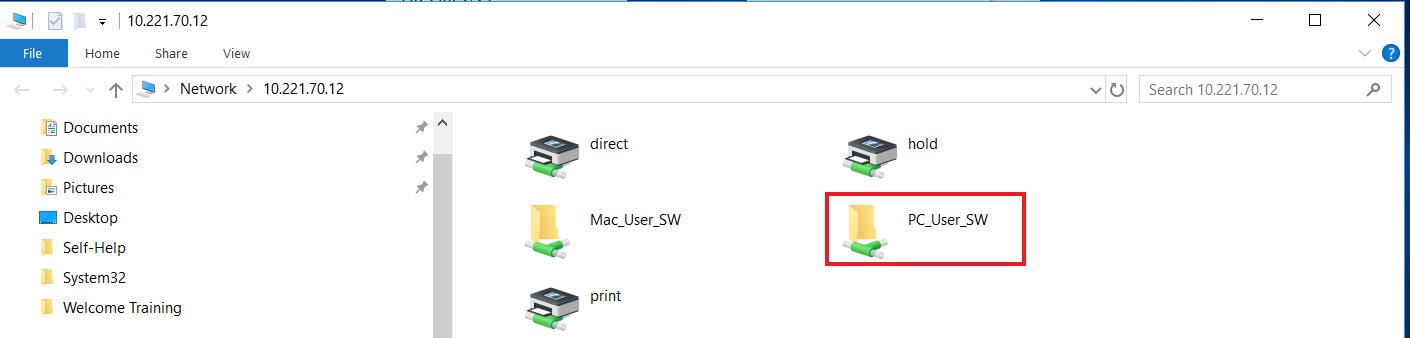 10.221.70.12
File Home Share View
?
Network 10.221.70.12
Search 10.221.70.12
Documents
Downloads
Pictures
Desktop
Self-Help
System32
Welcome Training
direct
hold
Mac_User_SW
PC_User_SW
print